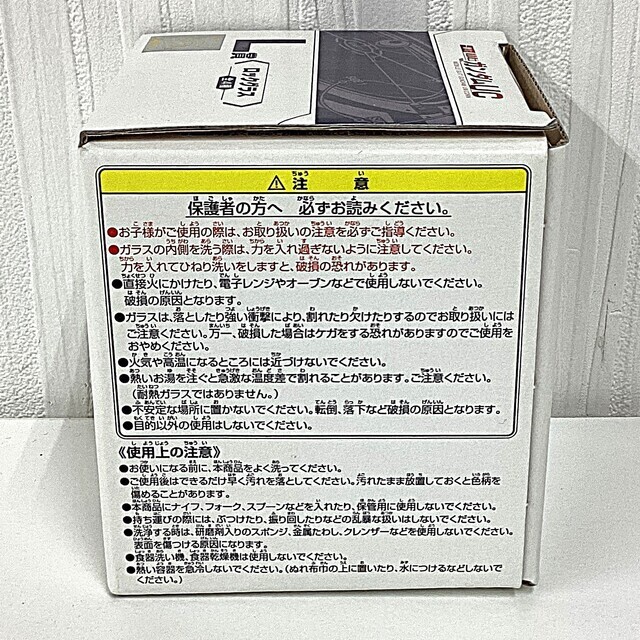 ロックグラス
⚠注意
保護者の方へ 必ずお読みください。
●お子様がご使用の際は、お取り扱いの注意を必ずご指導ください。
●ガラスの内側を洗う際は、力を入れ過ぎないように注意してください。
力を入れてひねり洗いをしますと、破損の恐れがあります。
●直接火にかけたり、電子レンジやオーブンなどで使用しないでください。
破損の原因となります。
●ガラスは、落としたり強い衝撃により、割れたり欠けたりするのでお取り扱いには
ご注意ください。万一、破損した場合はケガをする恐れがありますのでご使用を
おやめください。
●火気や高温になるところには近づけないでください。
●熱いお湯を注ぐと急激な温度差で割れることがあります。ご注意ください。
(耐熱ガラスではありません。)
●不安定な場所に置かないでください。転倒、落下など破損の原因となります。
●目的以外の使用はしないでください。
《使用上の注意》
●お使いになる前に、本商品をよく洗ってください。
●ご使用後はできるだけ早く汚れを落としてください。汚れたまま放置しておくと色柄を
傷めることがあります。
●本商品にナイフ、フォーク、スプーンなどを入れたり、保管用に使用しないでください。
●持ち運びの際には、ぶつけたり、振り回したりなどの乱暴な扱いはしないでください。
●洗浄する時は、研磨剤入りのスポンジ、金属たわし、クレンザーなどを使用しないでください。
表面を傷つける原因になります。
●食器洗い機、食器乾燥機は使用しないでください。
●熱い容器を急冷しないでください。(ぬれ布巾の上に置いたり、水につけるなどしないで
ください。)